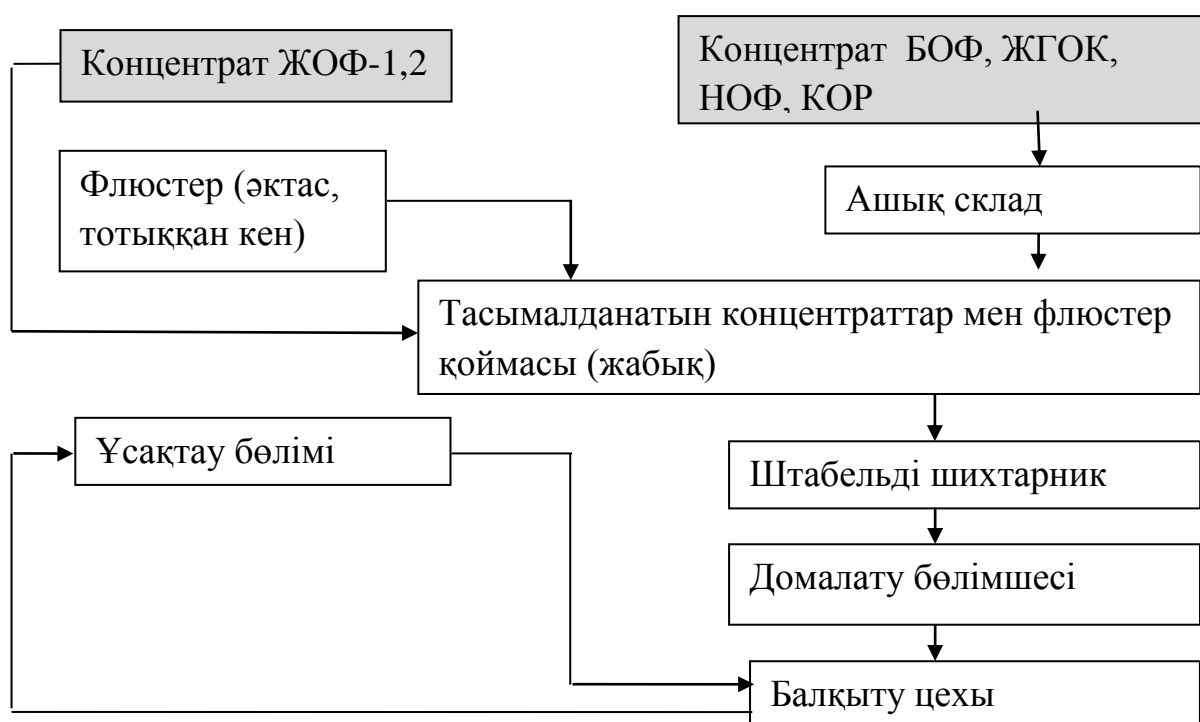 Концентрат ЖОФ-1,2
Концентрат БОФ, ЖГОК,
НОФ, КОР
Флюстер (әктас,
тотыққан кен)
Ашық склад
Тасымалданатын концентраттар мен флюстер
қоймасы (жабық)
Ұсақтау бөлімі
Штабельді шихтарник
Домалату бөлімшесі
Балқыту цехы